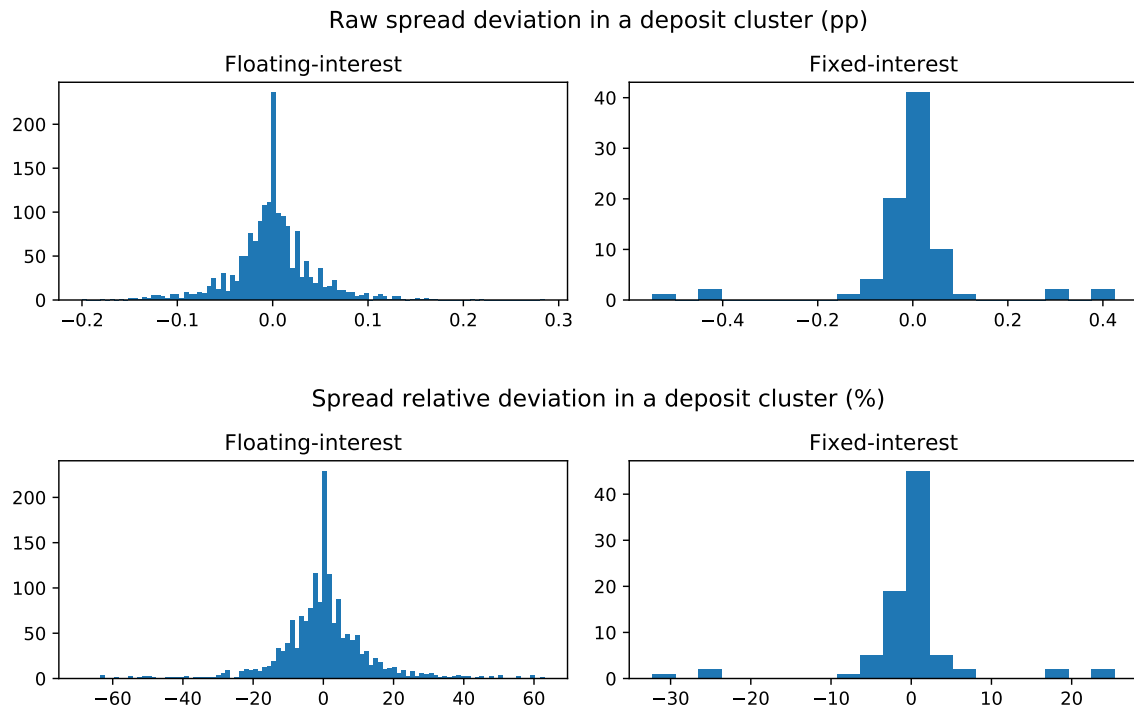 Raw spread deviation in a deposit cluster (pp)
Floating-interest
Fixed-interest
200
150
100
50
0
−0.2 −0.1 0.0 0.1 0.2 0.3
40
30
20
10
0
−0.4 −0.2 0.0 0.2 0.4
Spread relative deviation in a deposit cluster (%)
Floating-interest
Fixed-interest
200
150
100
50
0
−60 −40 −20 0 20 40 60
40
30
20
10
0
−30 −20 −10 0 10 20